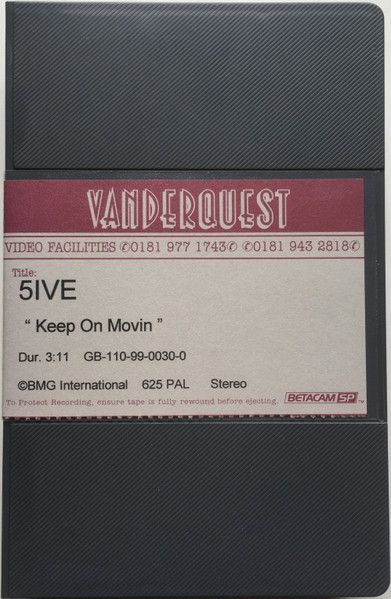 VANDERQUEST
VIDEO FACILITIES ✆0181 977 1743✆ ✆0181 943 2818✆
Title:
5IVE
“ Keep On Movin ”
Dur. 3:11 GB-110-99-0030-0
©BMG International 625 PAL Stereo
To Protect Recording, ensure tape is fully rewound before ejecting. BETACAM SP™